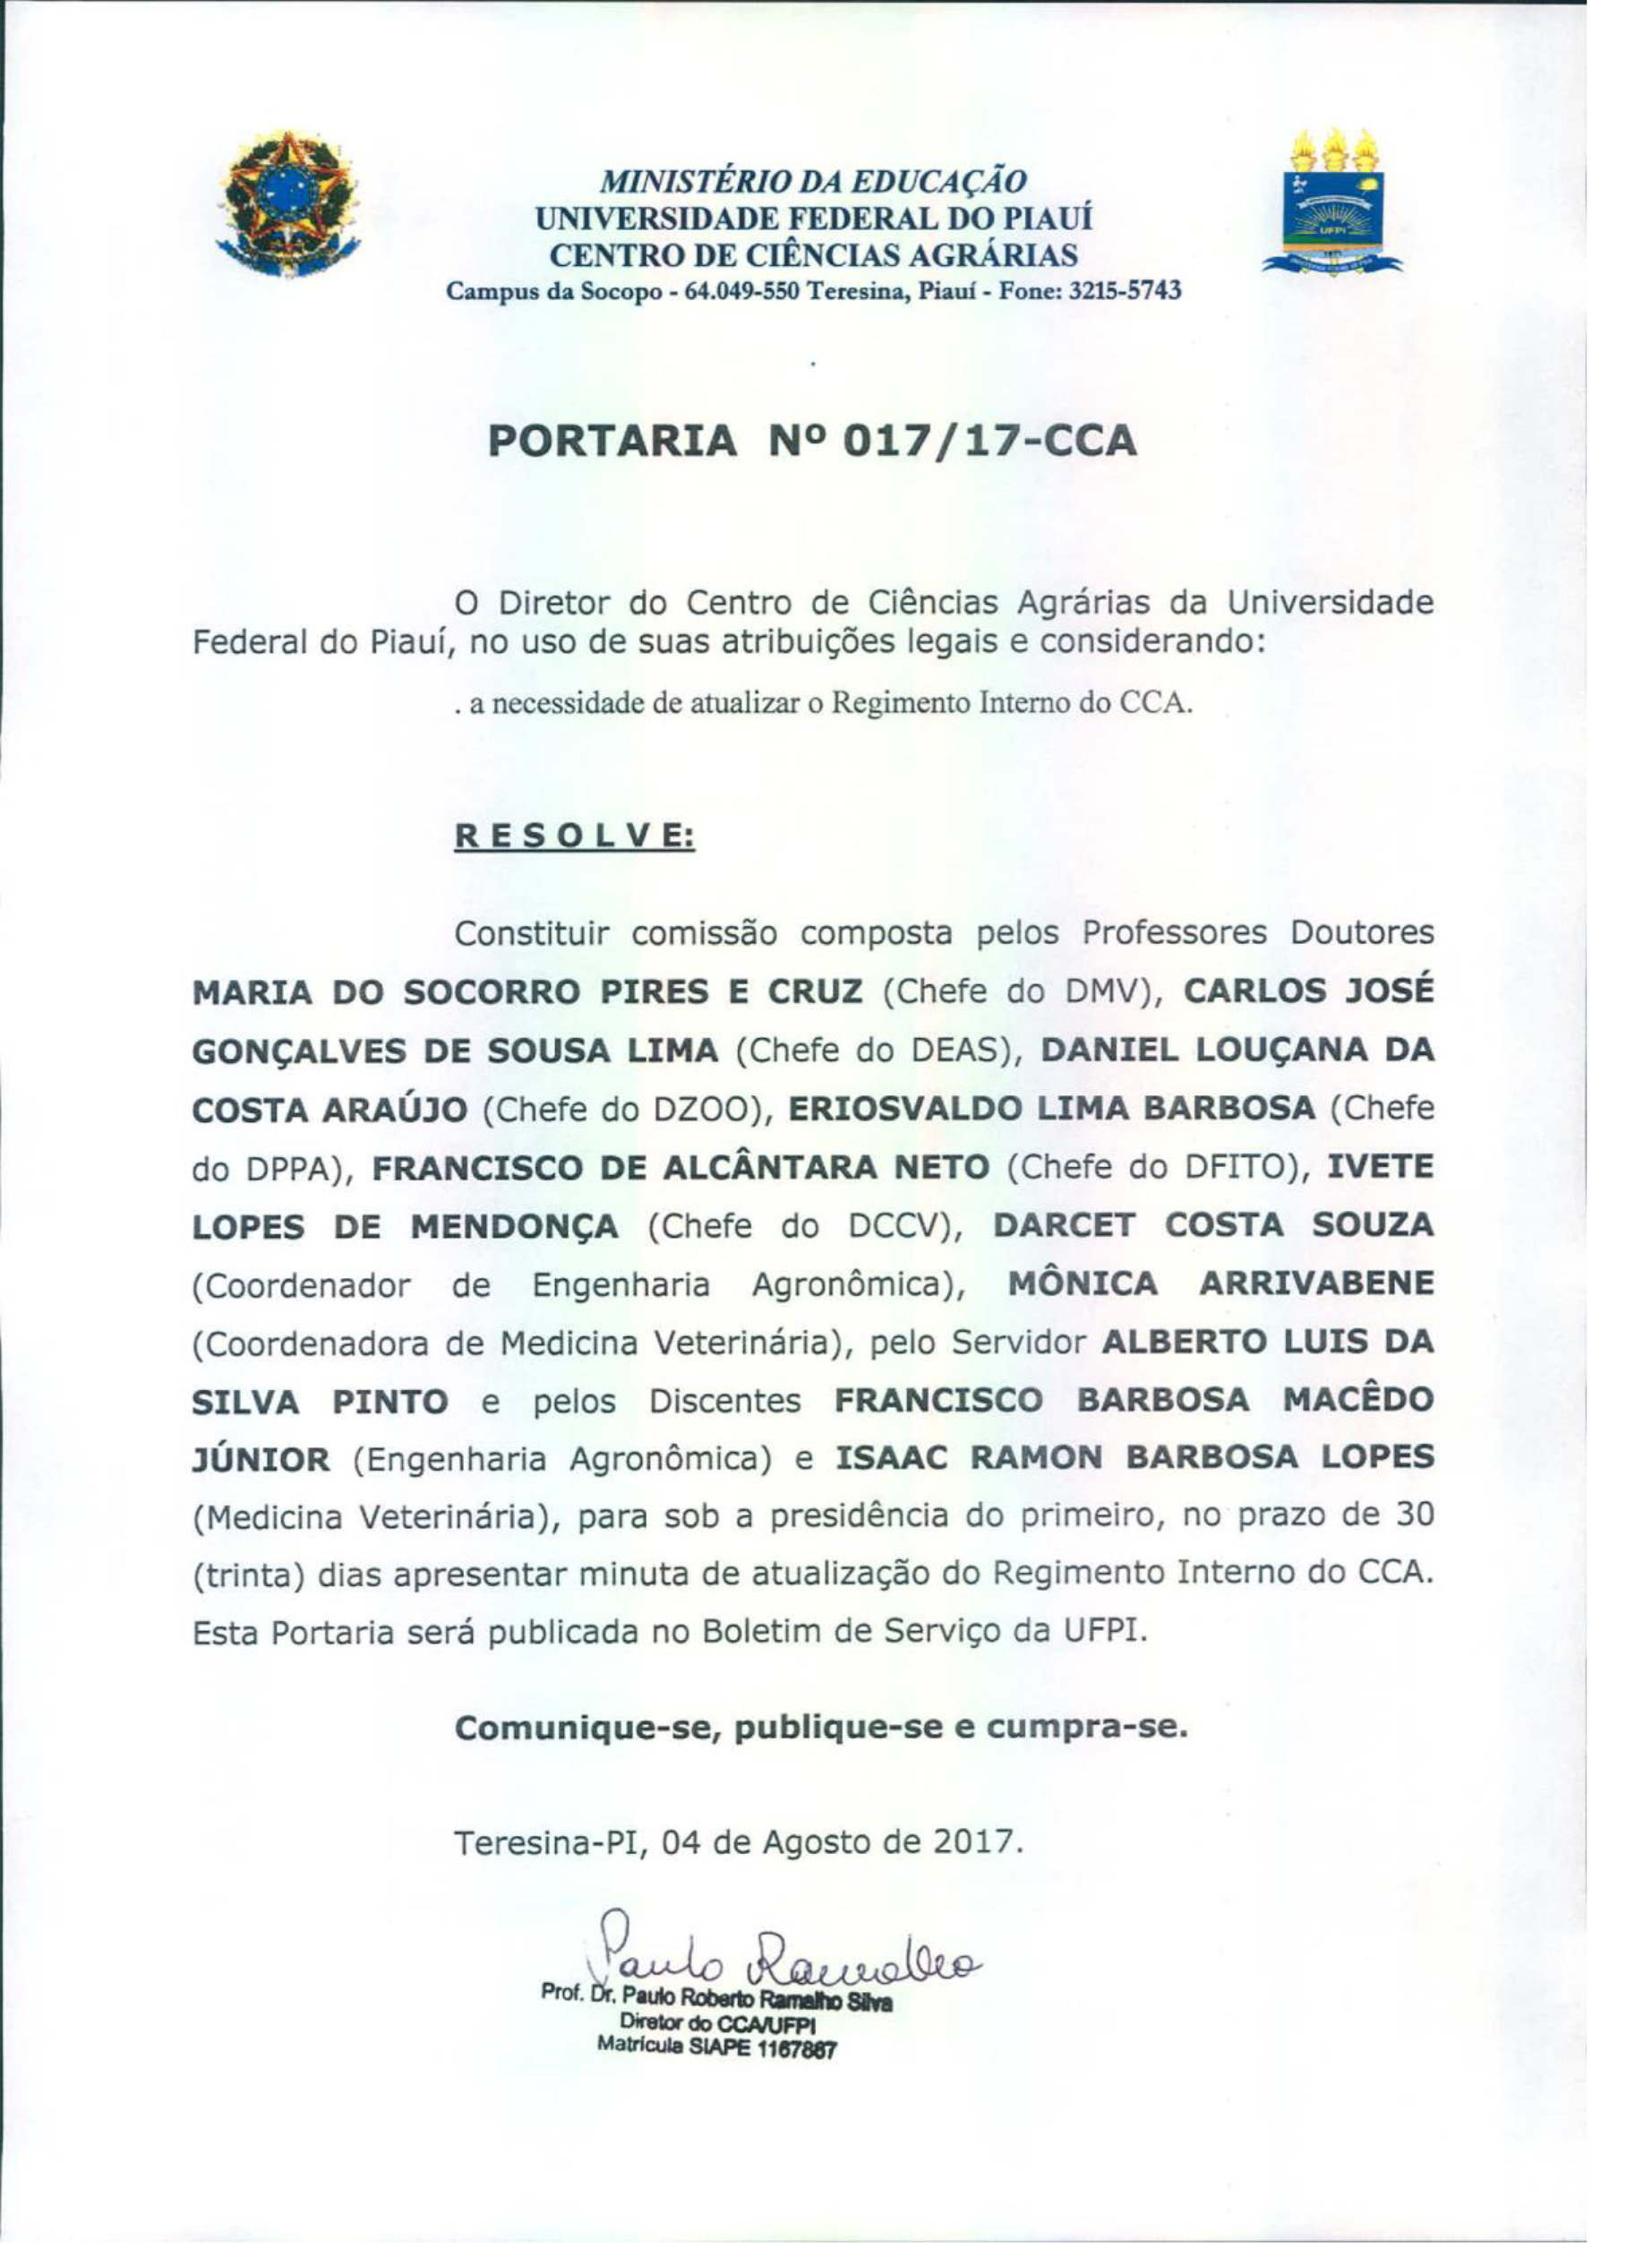 MINISTÉRIO DA EDUCAÇÃO
UNIVERSIDADE FEDERAL DO PIAUÍ
CENTRO DE CIÊNCIAS AGRÁRIAS
Campus da Socopo - 64.049-550 Teresina, Piauí - Fone: 3215-5743
UFPI
PORTARIA Nº 017/17-CCA
O Diretor do Centro de Ciências Agrárias da Universidade
Federal do Piauí, no uso de suas atribuições legais e considerando:
. a necessidade de atualizar o Regimento Interno do CCA.
R E S O L V E:
Constituir comissão composta pelos Professores Doutores
MARIA DO SOCORRO PIRES E CRUZ (Chefe do DMV), CARLOS JOSÉ
GONÇALVES DE SOUSA LIMA (Chefe do DEAS), DANIEL LOUÇANA DA
COSTA ARAÚJO (Chefe do DZOO), ERIOSVALDO LIMA BARBOSA (Chefe
do DPPA), FRANCISCO DE ALCÂNTARA NETO (Chefe do DFITO), IVETE
LOPES DE MENDONÇA (Chefe do DCCV), DARCET COSTA SOUZA
(Coordenador de Engenharia Agronômica), MÔNICA ARRIVABENE
(Coordenadora de Medicina Veterinária), pelo Servidor ALBERTO LUIS DA
SILVA PINTO e pelos Discentes FRANCISCO BARBOSA MACÊDO
JÚNIOR (Engenharia Agronômica) e ISAAC RAMON BARBOSA LOPES
(Medicina Veterinária), para sob a presidência do primeiro, no prazo de 30
(trinta) dias apresentar minuta de atualização do Regimento Interno do CCA.
Esta Portaria será publicada no Boletim de Serviço da UFPI.
Comunique-se, publique-se e cumpra-se.
Teresina-PI, 04 de Agosto de 2017.
Paulo Ramalho
Prof. Dr. Paulo Roberto Ramalho Silva
Diretor do CCA/UFPI
Matrícula SIAPE 1167887